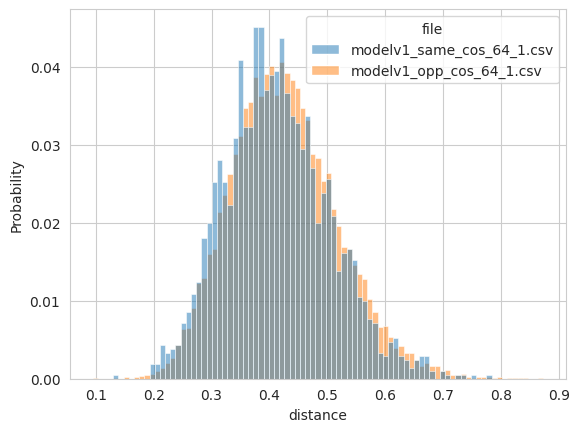 file
modelv1_same_cos_64_1.csv
modelv1_opp_cos_64_1.csv
Probability
0.04
0.03
0.02
0.01
0.00
0.1 0.2 0.3 0.4 0.5 0.6 0.7 0.8 0.9
distance